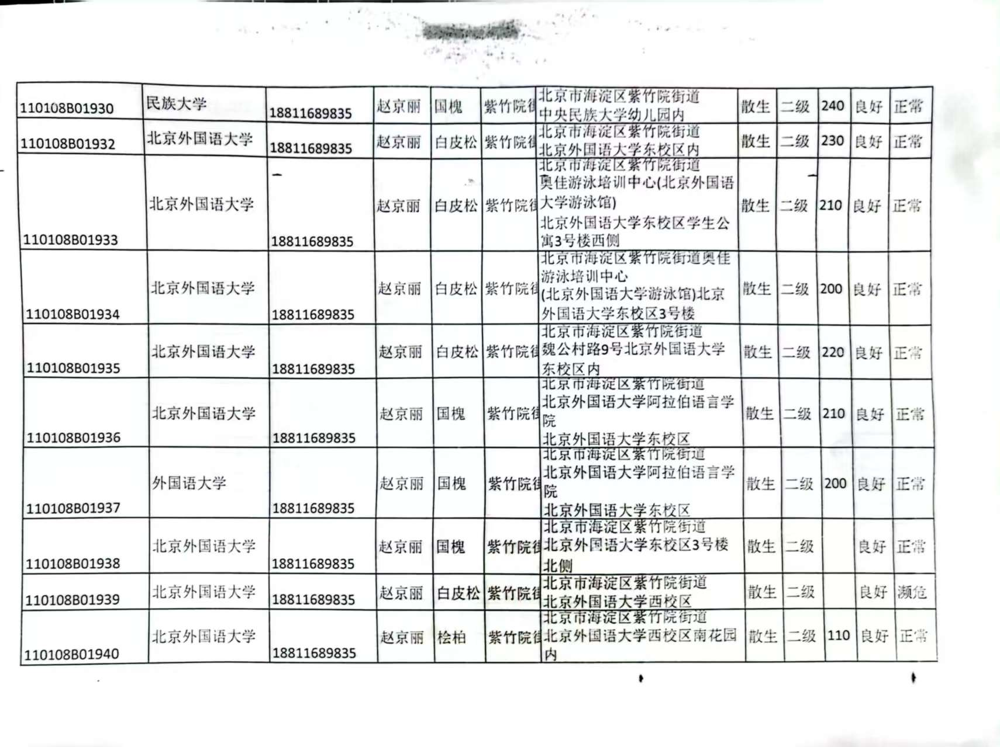 110108B01930 民族大学 18811689835 赵京丽 国槐 紫竹院街 北京市海淀区紫竹院街道 散生 二级 240 良好 正常
中央民族大学幼儿园内
110108B01932 北京外国语大学 18811689835 赵京丽 白皮松 紫竹院街 北京市海淀区紫竹院街道 散生 二级 230 良好 正常
北京外国语大学东校区内
110108B01933 北京外国语大学 18811689835 赵京丽 白皮松 紫竹院街 北京市海淀区紫竹院街道 散生 二级 210 良好 正常
奥佳游泳培训中心(北京外国语
大学游泳馆)
北京外国语大学东校区学生公
寓3号楼西侧
110108B01934 北京外国语大学 18811689835 赵京丽 白皮松 紫竹院街 北京市海淀区紫竹院街道奥佳 散生 二级 200 良好 正常
游泳培训中心
(北京外国语大学游泳馆)北京
外国语大学东校区3号楼
110108B01935 北京外国语大学 18811689835 赵京丽 白皮松 紫竹院街 北京市海淀区紫竹院街道 散生 二级 220 良好 正常
魏公村路9号北京外国语大学
东校区内
110108B01936 北京外国语大学 18811689835 赵京丽 国槐 紫竹院街 北京市海淀区紫竹院街道 散生 二级 210 良好 正常
北京外国语大学阿拉伯语言学
院
北京外国语大学东校区
110108B01937 外国语大学 18811689835 赵京丽 国槐 紫竹院街 北京市海淀区紫竹院街道 散生 二级 200 良好 正常
北京外国语大学阿拉伯语言学
院
北京外国语大学东校区
110108B01938 北京外国语大学 18811689835 赵京丽 国槐 紫竹院街 北京市海淀区紫竹院街道 散生 二级 良好 正常
北京外国语大学东校区3号楼
北侧
110108B01939 北京外国语大学 18811689835 赵京丽 白皮松 紫竹院街 北京市海淀区紫竹院街道 散生 二级 良好 濒危
北京外国语大学西校区
110108B01940 北京外国语大学 18811689835 赵京丽 桧柏 紫竹院街 北京市海淀区紫竹院街道 散生 二级 110 良好 正常
北京外国语大学西校区南花园
内